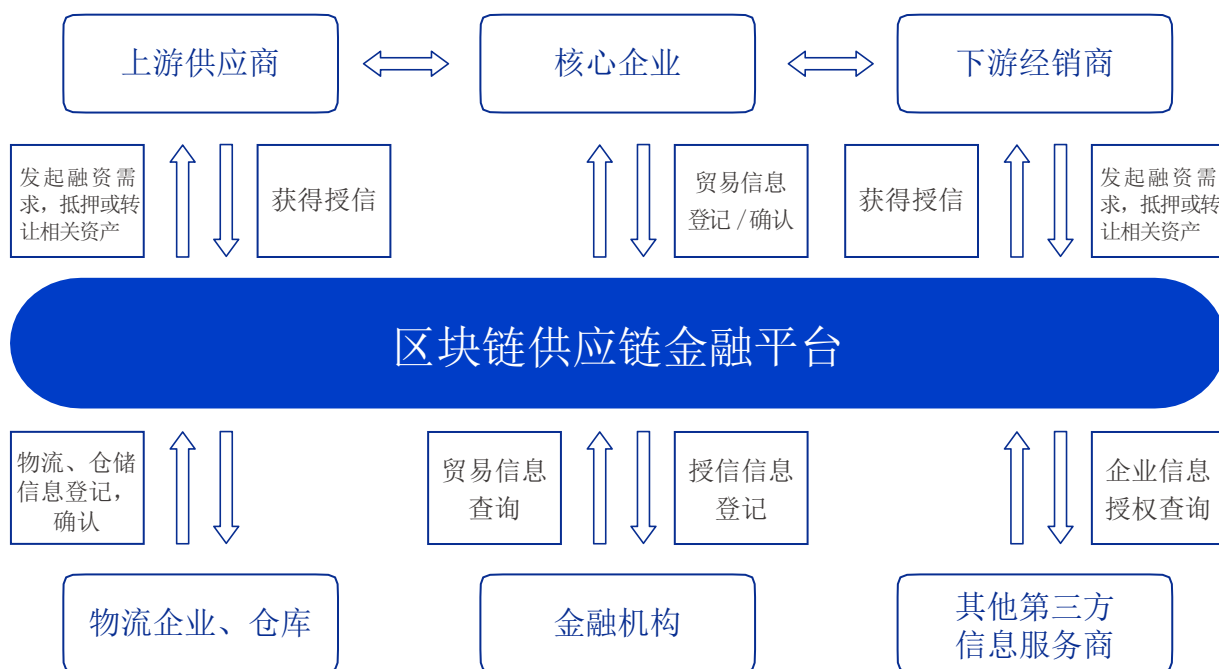 上游供应商
核心企业
下游经销商
发起融资需
求，抵押或转
让相关资产
获得授信
贸易信息
登记/确认
获得授信
发起融资需
求，抵押或转
让相关资产
区块链供应链金融平台
物流、仓储
信息登记，
确认
贸易信息
查询
授信信息
登记
企业信息
授权查询
物流企业、仓库
金融机构
其他第三方
信息服务商